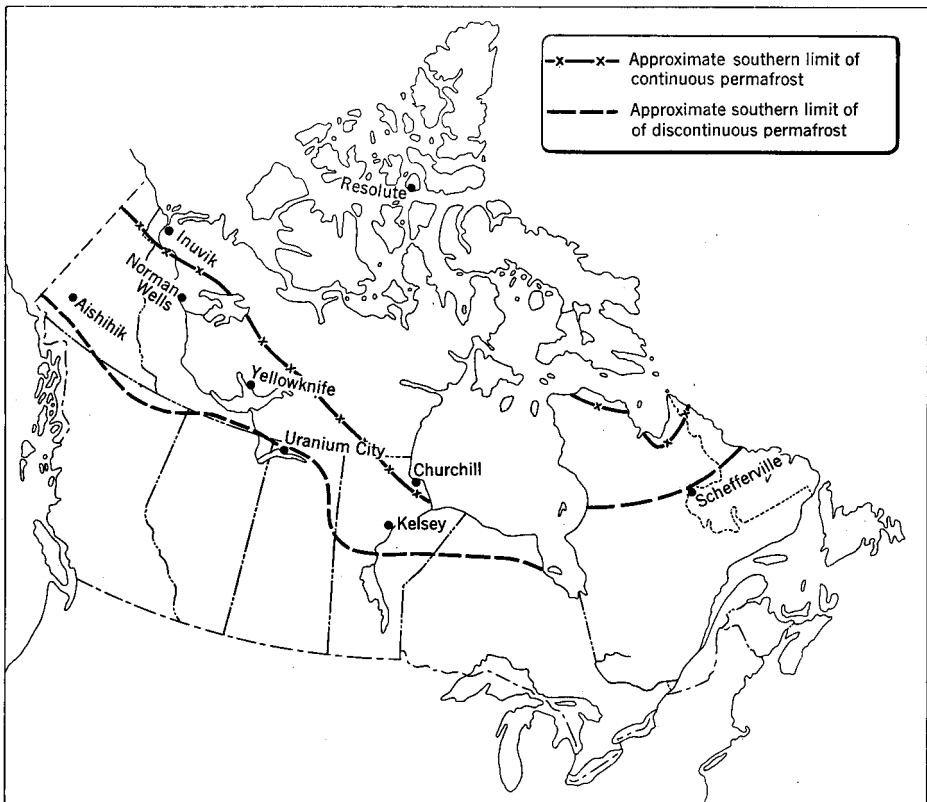 Approximate southern limit of
continuous permafrost
Approximate southern limit of
of discontinuous permafrost
Resolute
Inuvik
Norman
Wells
Aishihik
Yellowknife
Uranium City
Churchill
Schefferville
Kelsey